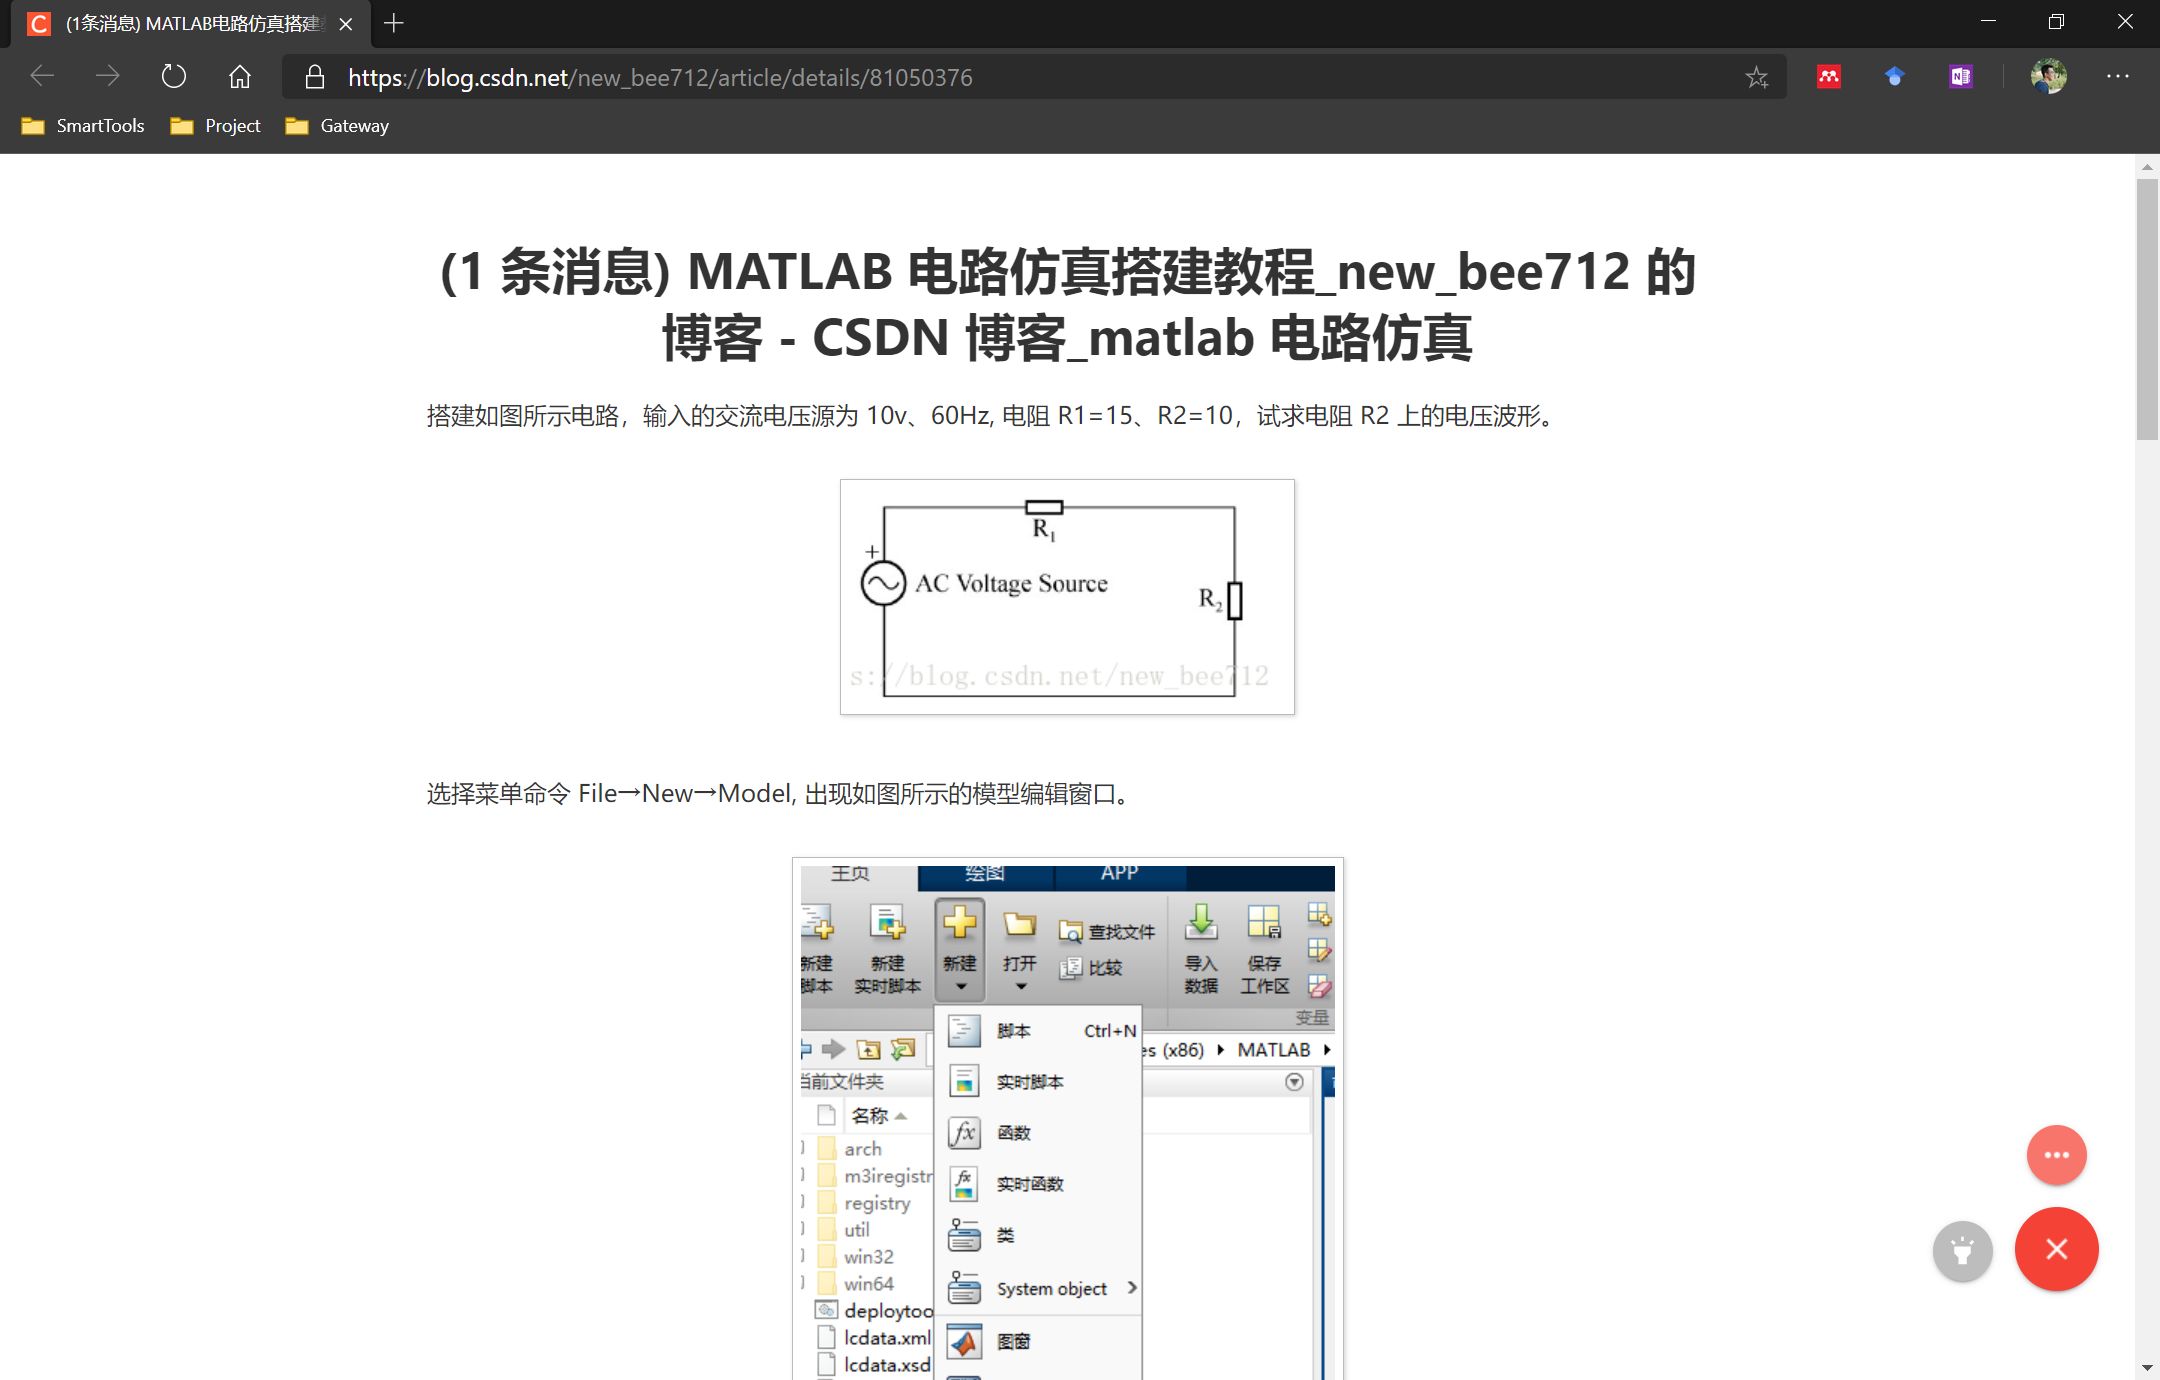 (1条消息) MATLAB电路仿真搭建
https://blog.csdn.net/new_bee712/article/details/81050376
SmartTools Project Gateway
(1 条消息) MATLAB 电路仿真搭建教程_new_bee712 的
博客 - CSDN 博客_matlab 电路仿真
搭建如图所示电路，输入的交流电压源为 10v、60Hz, 电阻 R1=15、R2=10，试求电阻 R2 上的电压波形。
R1
+
AC Voltage Source
R2
s://blog.csdn.net/new_bee712
选择菜单命令 File→New→Model, 出现如图所示的模型编辑窗口。
主页 绘图 APP
新建 新建 新建 打开 查找文件 导入 保存
脚本 实时脚本 比较 数据 工作区
变量
脚本 Ctrl+N
es (x86) MATLAB
当前文件夹 实时脚本
名称
函数
arch
m3iregistr
实时函数
registry
util
类
win32
win64
System object
deploytoo
lcdata.xml
图窗
lcdata.xsd